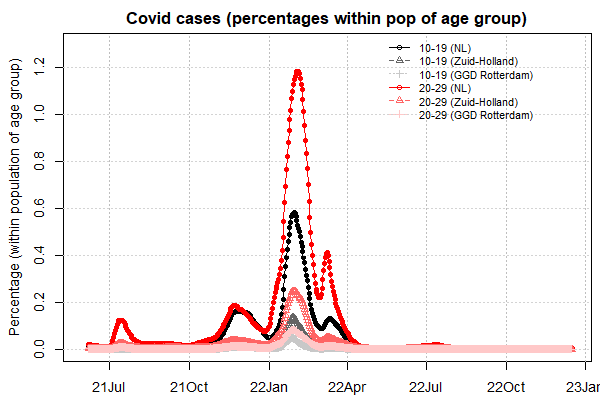 Covid cases (percentages within pop of age group)
10-19 (NL)
10-19 (Zuid-Holland)
10-19 (GGD Rotterdam)
20-29 (NL)
20-29 (Zuid-Holland)
20-29 (GGD Rotterdam)
Percentage (within population of age group)
1.2
1.0
0.8
0.6
0.4
0.2
0.0
21Jul 21Oct 22Jan 22Apr 22Jul 22Oct 23Jan